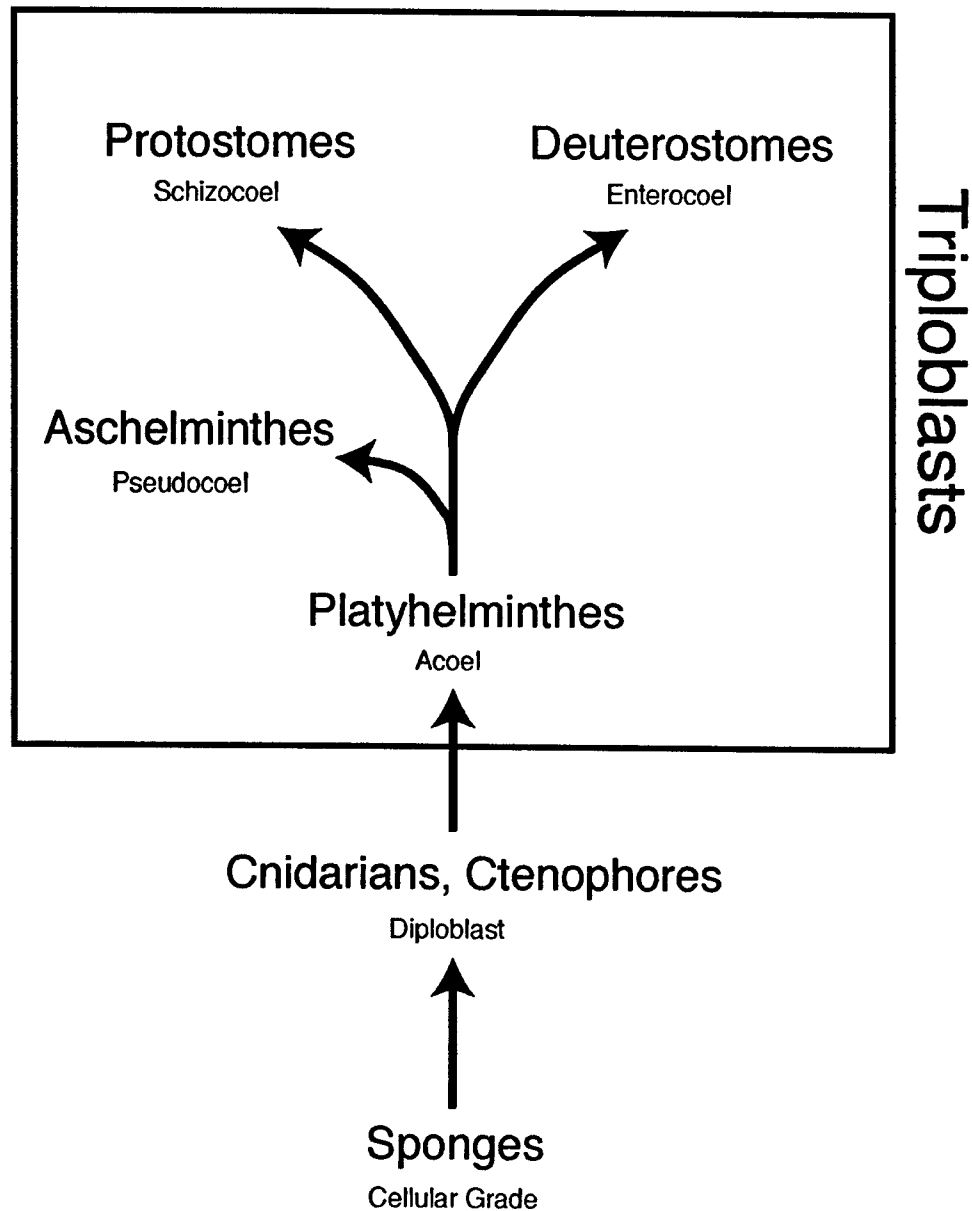 Protostomes
Schizocoel
Deuterostomes
Enterocoel
Triploblasts
Aschelminthes
Pseudocoel
Platyhelminthes
Acoel
Cnidarians, Ctenophores
Diploblast
Sponges
Cellular Grade